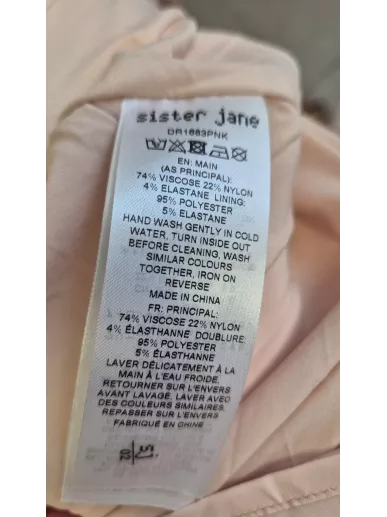 sister jane
DR1683PNK
EN: MAIN
(AS PRINCIPAL):
74% VISCOSE 22% NYLON
4% ELASTANE LINING:
95% POLYESTER
5% ELASTANE
HAND WASH GENTLY IN COLD
WATER, TURN INSIDE OUT
BEFORE CLEANING, WASH
SIMILAR COLOURS
TOGETHER, IRON ON
REVERSE
MADE IN CHINA
FR: PRINCIPAL:
74% VISCOSE 22% NYLON
4% ÉLASTHANNE DOUBLURE:
95% POLYESTER
5% ÉLASTHANNE
LAVER DÉLICATEMENT À LA
MAIN À L'EAU FROIDE,
RETOURNER SUR L'ENVERS
AVANT LAVAGE, LAVER AVEC
DES COULEURS SIMILAIRES,
REPASSER SUR L'ENVERS
FABRIQUÉ EN CHINE
SJ
02